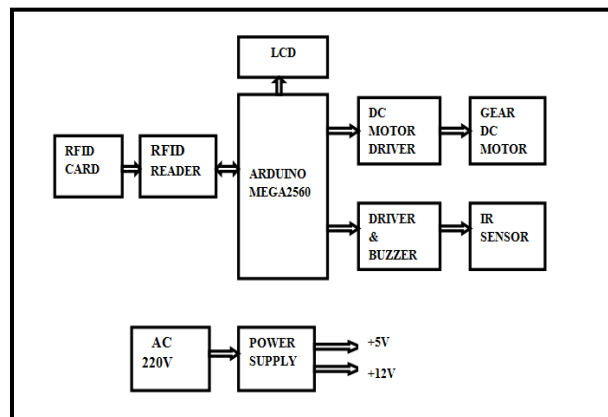 LCD
RFID
CARD
RFID
READER
ARDUINO
MEGA2560
DC
MOTOR
DRIVER
GEAR
DC
MOTOR
DRIVER
&
BUZZER
IR
SENSOR
AC
220V
POWER
SUPPLY
+5V
+12V